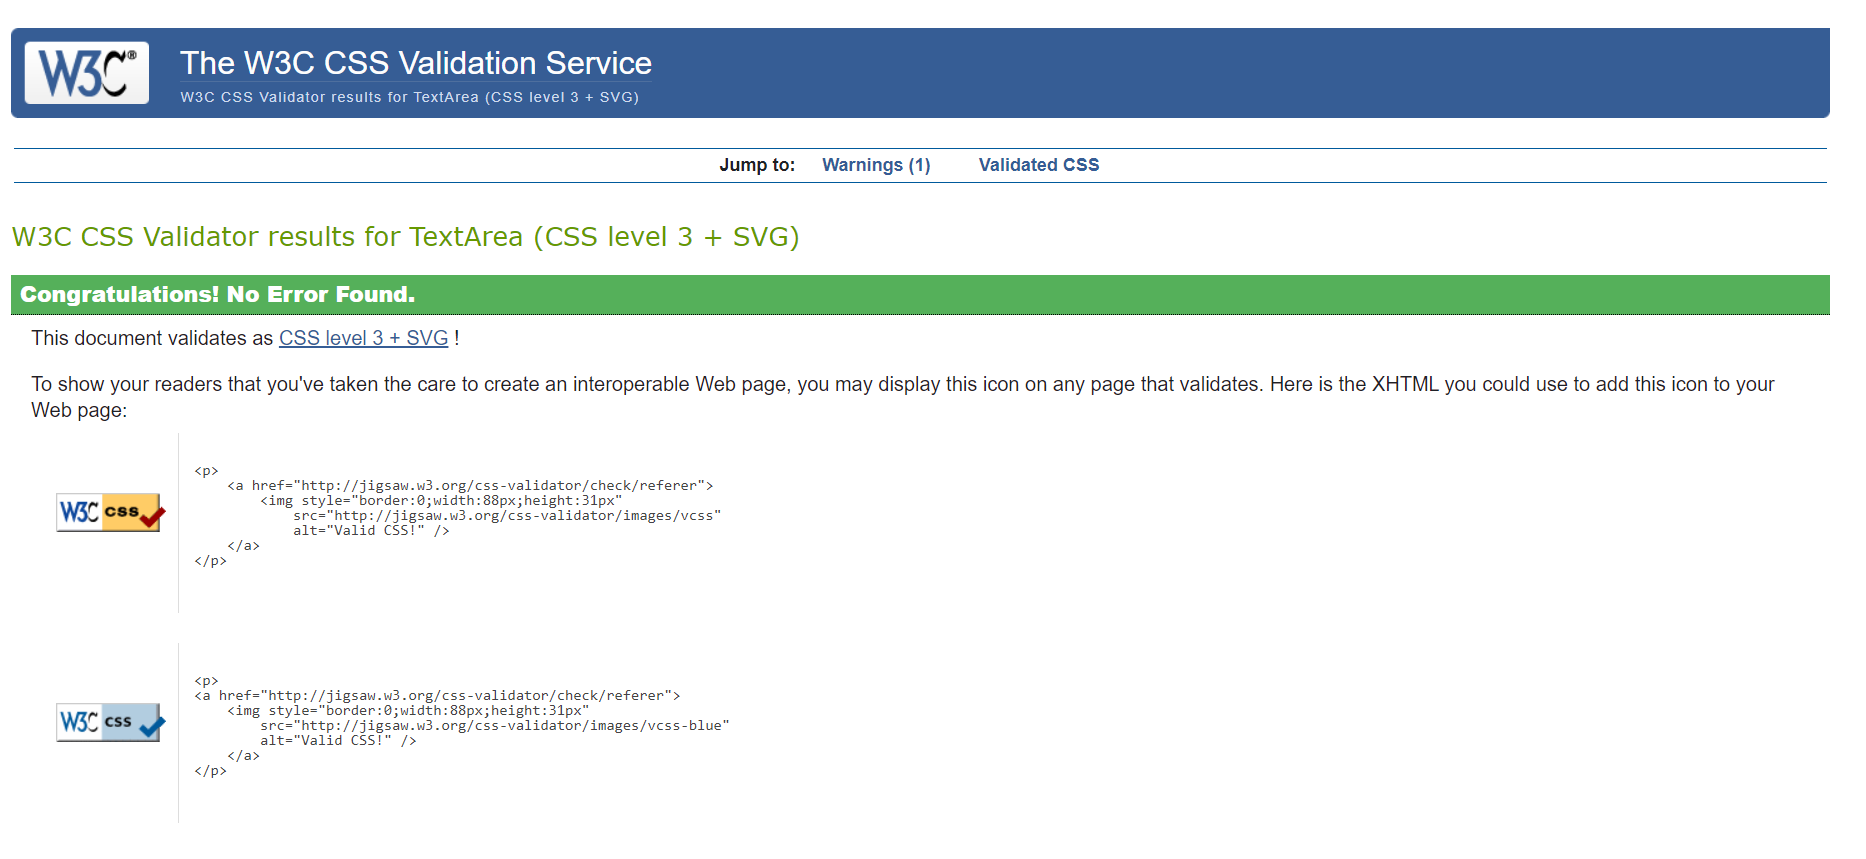 W3C®
The W3C CSS Validation Service
W3C CSS Validator results for TextArea (CSS level 3 + SVG)
Jump to: Warnings (1) Validated CSS
W3C CSS Validator results for TextArea (CSS level 3 + SVG)
Congratulations! No Error Found.
This document validates as CSS level 3 + SVG !
To show your readers that you've taken the care to create an interoperable Web page, you may display this icon on any page that validates. Here is the XHTML you could use to add this icon to your
Web page:
W3C css
<p>
    <a href="http://jigsaw.w3.org/css-validator/check/referer">
        <img style="border:0;width:88px;height:31px"
            src="http://jigsaw.w3.org/css-validator/images/vcss"
            alt="Valid CSS!" />
    </a>
</p>
W3C css
<p>
<a href="http://jigsaw.w3.org/css-validator/check/referer">
    <img style="border:0;width:88px;height:31px"
        src="http://jigsaw.w3.org/css-validator/images/vcss-blue"
        alt="Valid CSS!" />
    </a>
</p>